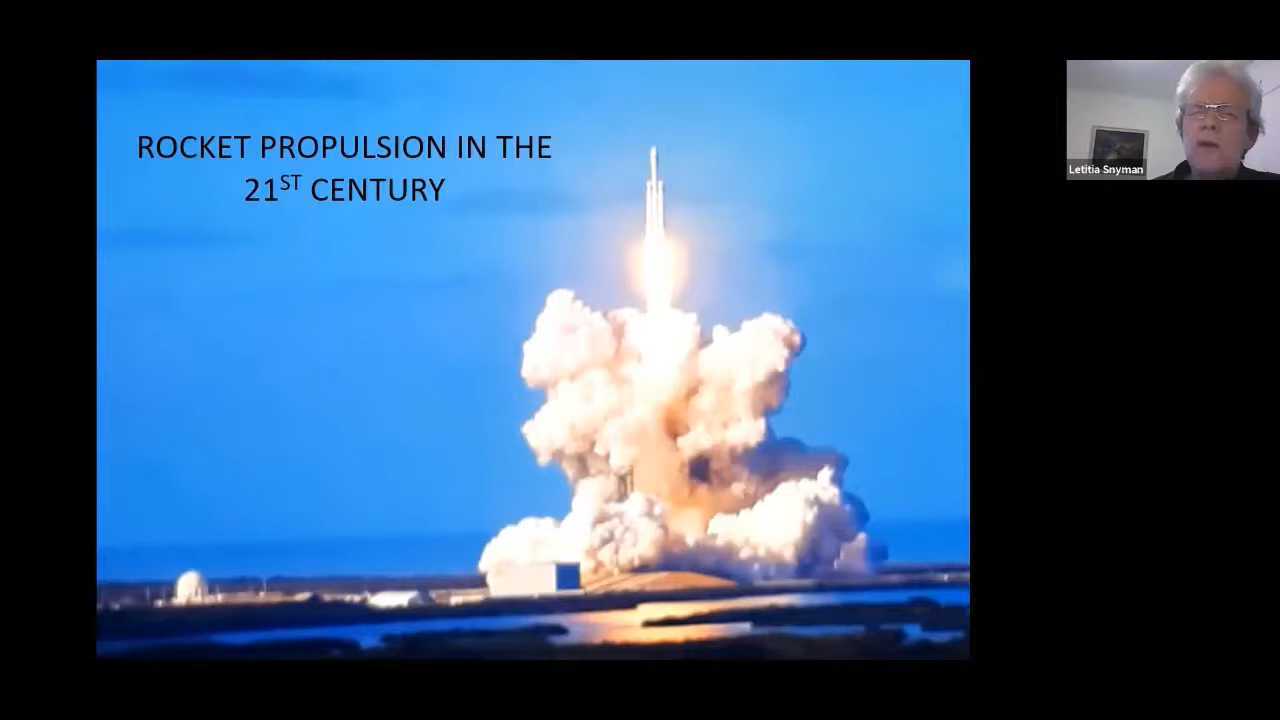 ROCKET PROPULSION IN THE
21ST CENTURY
Letitia Snyman